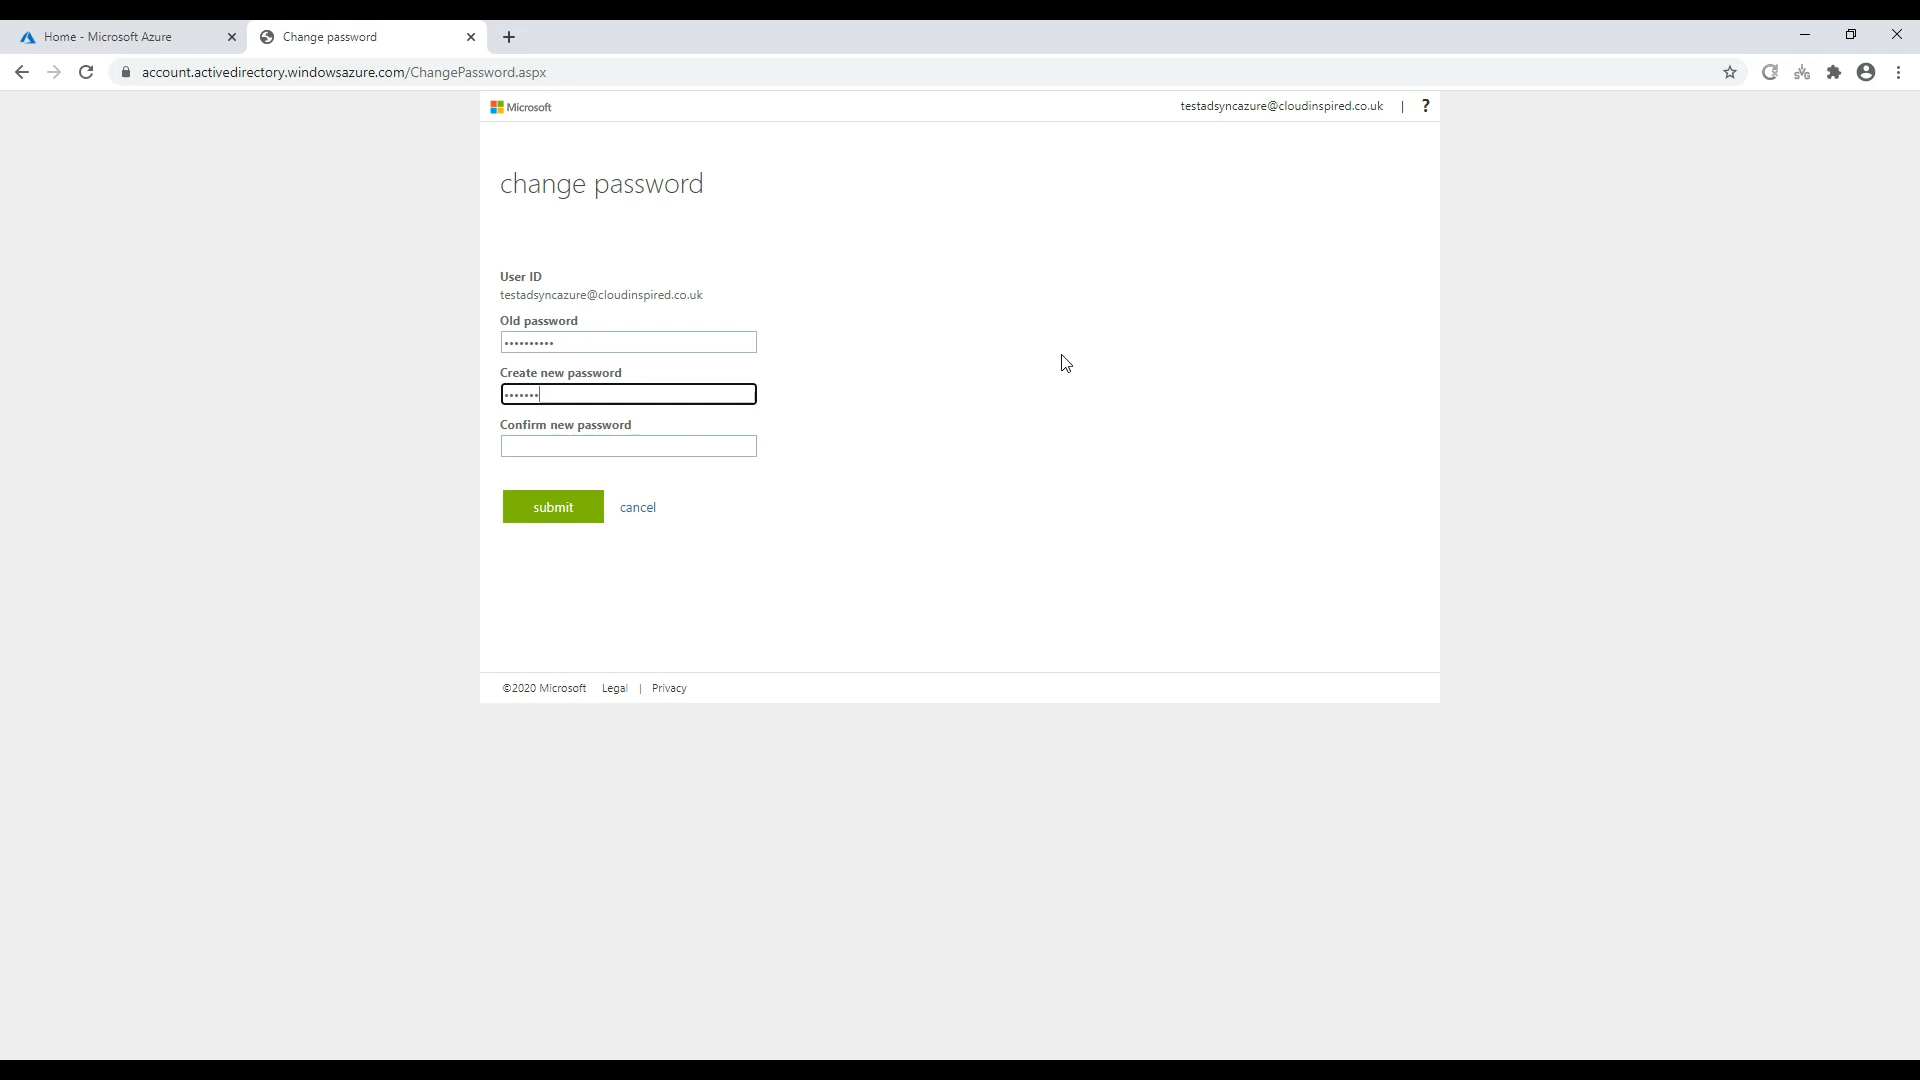 Home - Microsoft Azure
Change password
account.activedirectory.windowsazure.com/ChangePassword.aspx
SVG
Microsoft
testadsyncazure@cloudinspired.co.uk | ?
change password
User ID
testadsyncazure@cloudinspired.co.uk
Old password
••••••••••
Create new password
•••••••
Confirm new password
submit cancel
©2020 Microsoft Legal | Privacy